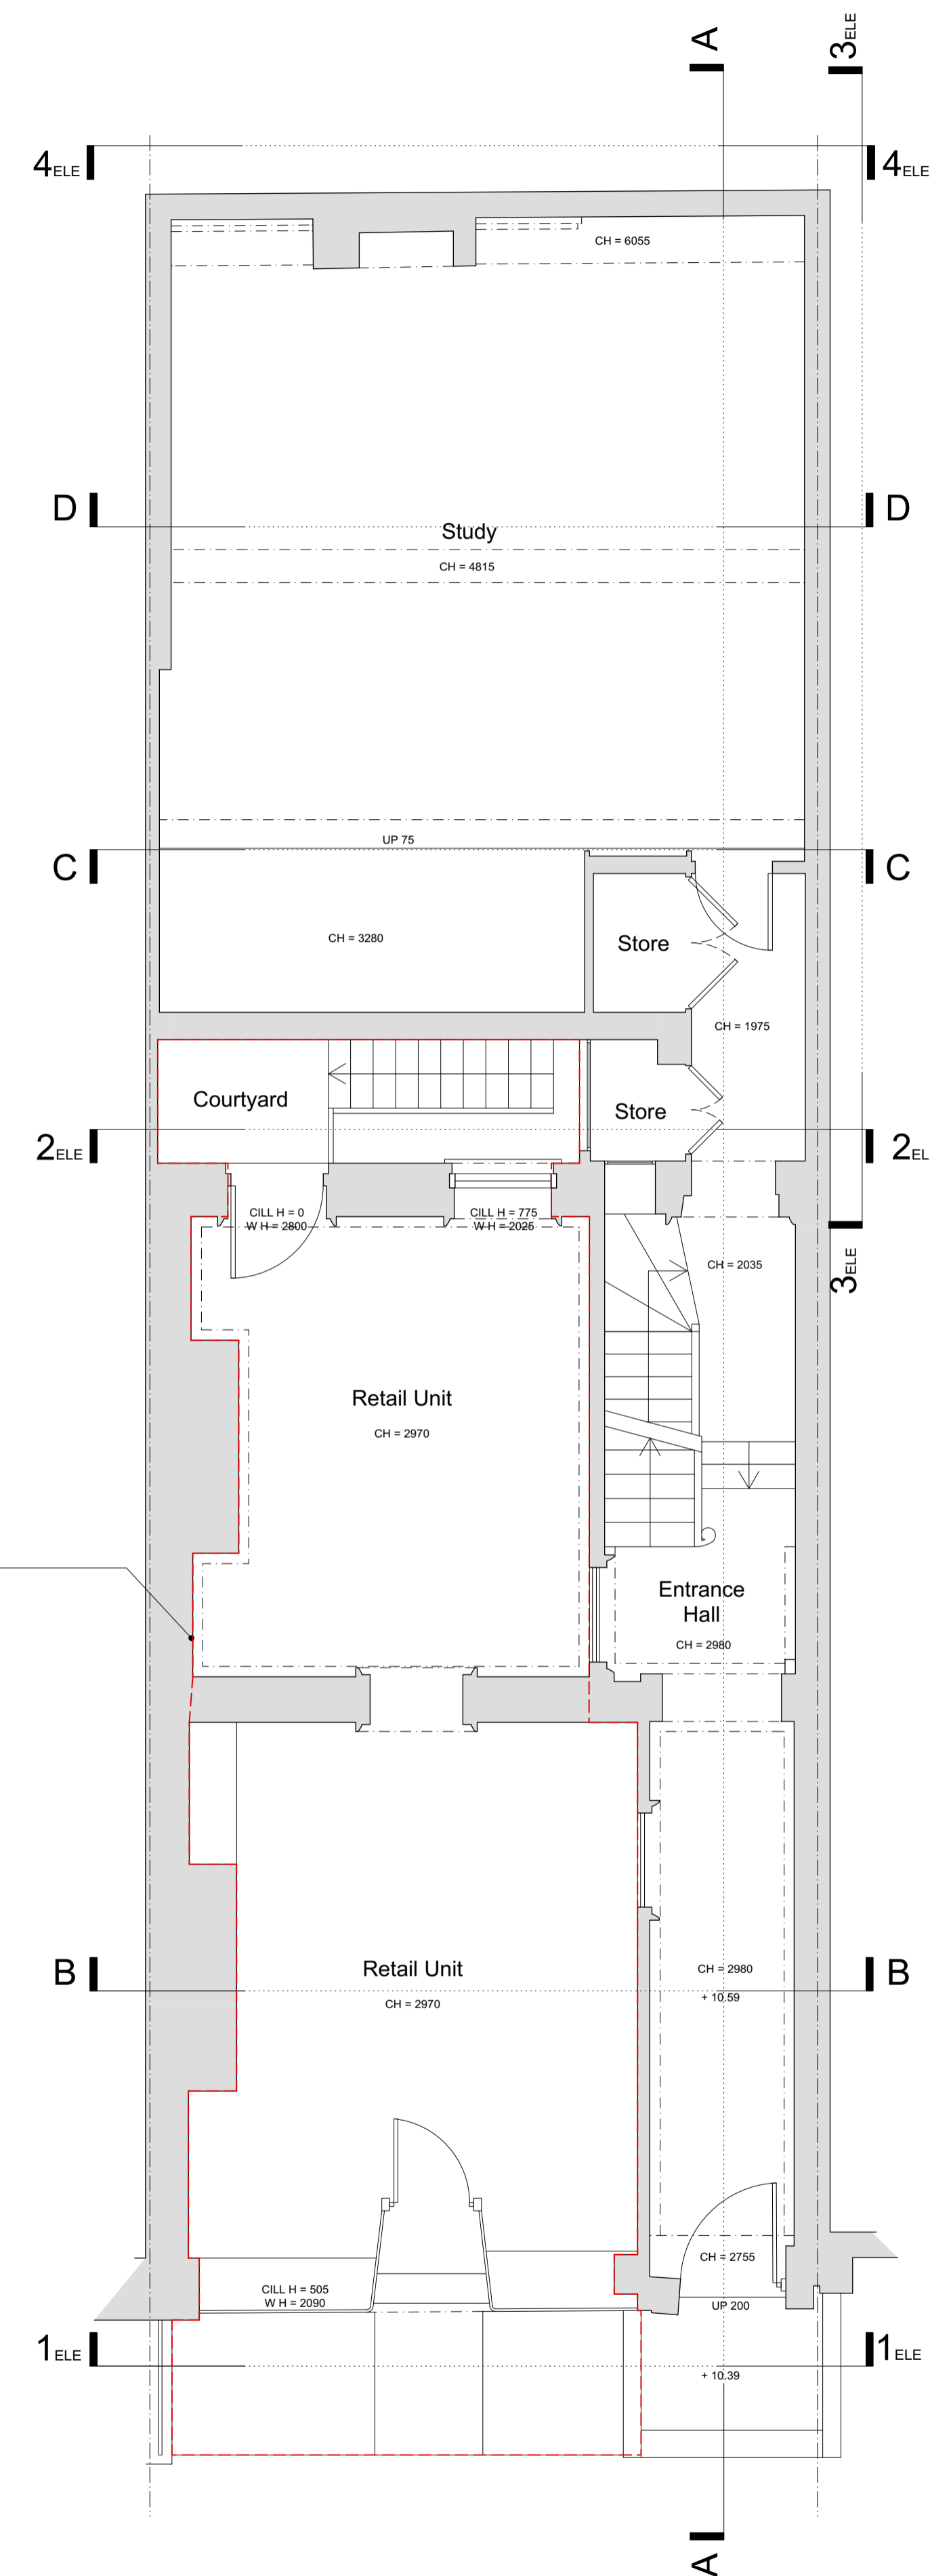 A
3ELE
4ELE
4ELE
CH = 6055
D
D
Study
CH = 4815
UP 75
C
C
CH = 3280
Store
CH = 1975
Courtyard
Store
2ELE
2EL
CILL H = 0
W H = 2800
CILL H = 775
W H = 2025
CH = 2035
3ELE
Retail Unit
CH = 2970
Entrance
Hall
CH = 2980
Retail Unit
CH = 2970
B
B
CH = 2980
+ 10.59
CH = 2755
CILL H = 505
W H = 2090
UP 200
1ELE
1ELE
+ 10.39
A